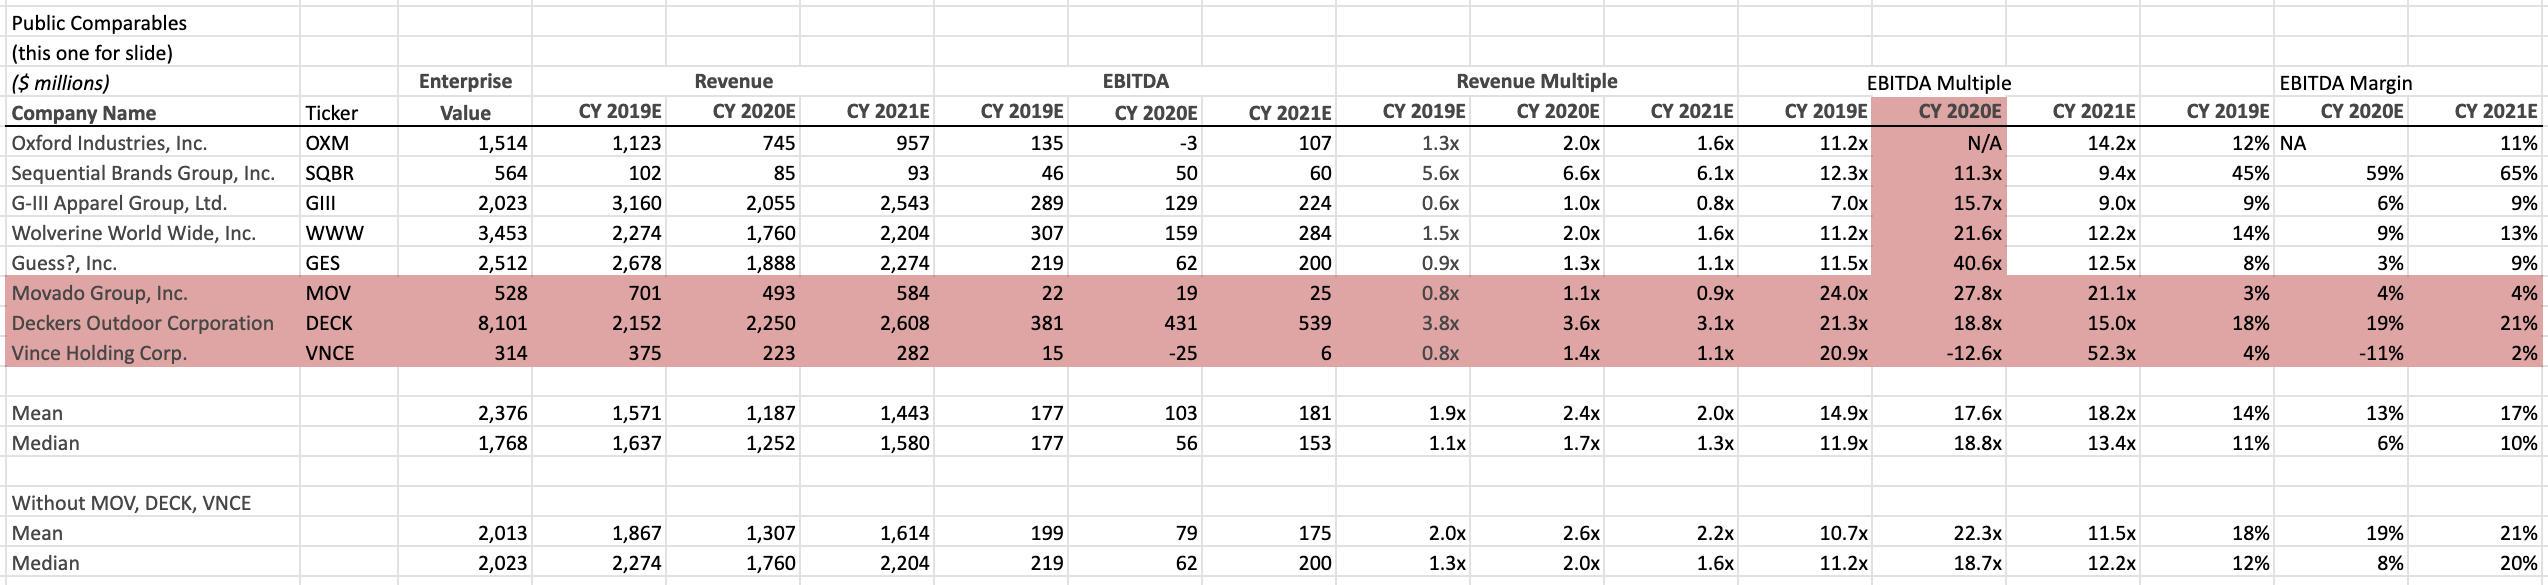 Public Comparables
(this one for slide)
($ millions) Enterprise Revenue EBITDA Revenue Multiple EBITDA Multiple EBITDA Margin
Company Name Ticker Value CY 2019E CY 2020E CY 2021E CY 2019E CY 2020E CY 2021E CY 2019E CY 2020E CY 2021E CY 2019E CY 2020E CY 2021E CY 2019E CY 2020E CY 2021E
Oxford Industries, Inc. OXM 1,514 1,123 745 957 135 -3 107 1.3x 2.0x 1.6x 11.2x N/A 14.2x 12% NA 11%
Sequential Brands Group, Inc. SQBR 564 102 85 93 46 50 60 5.6x 6.6x 6.1x 12.3x 11.3x 9.4x 45% 59% 65%
G-III Apparel Group, Ltd. GIII 2,023 3,160 2,055 2,543 289 129 224 0.6x 1.0x 0.8x 7.0x 15.7x 9.0x 9% 6% 9%
Wolverine World Wide, Inc. WWW 3,453 2,274 1,760 2,204 307 159 284 1.5x 2.0x 1.6x 11.2x 21.6x 12.2x 14% 9% 13%
Guess?, Inc. GES 2,512 2,678 1,888 2,274 219 62 200 0.9x 1.3x 1.1x 11.5x 40.6x 12.5x 8% 3% 9%
Movado Group, Inc. MOV 528 701 493 584 22 19 25 0.8x 1.1x 0.9x 24.0x 27.8x 21.1x 3% 4% 4%
Deckers Outdoor Corporation DECK 8,101 2,152 2,250 2,608 381 431 539 3.8x 3.6x 3.1x 21.3x 18.8x 15.0x 18% 19% 21%
Vince Holding Corp. VNCE 314 375 223 282 15 -25 6 0.8x 1.4x 1.1x 20.9x -12.6x 52.3x 4% -11% 2%
Mean 2,376 1,571 1,187 1,443 177 103 181 1.9x 2.4x 2.0x 14.9x 17.6x 18.2x 14% 13% 17%
Median 1,768 1,637 1,252 1,580 177 56 153 1.1x 1.7x 1.3x 11.9x 18.8x 13.4x 11% 6% 10%
Without MOV, DECK, VNCE
Mean 2,013 1,867 1,307 1,614 199 79 175 2.0x 2.6x 2.2x 10.7x 22.3x 11.5x 18% 19% 21%
Median 2,023 2,274 1,760 2,204 219 62 200 1.3x 2.0x 1.6x 11.2x 18.7x 12.2x 12% 8% 20%